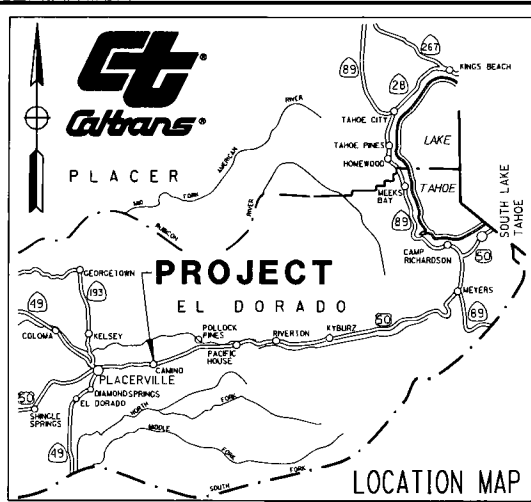 Ct
Caltrans
267
89
KINGS BEACH
28
TAHOE CITY
RIVER
TAHOE PINES
LAKE
AMERICAN
HOMEWOOD
PLACER
FORK
MID
TAHOE
MEEKS
BAY
RIVER
RUBICON
89
SOUTH LAKE
TAHOE
CAMP
RICHARDSON
50
GEORGETOWN
PROJECT
MEYERS
193
EL DORADO
49
89
POLLOCK
PINES
RIVERTON
KYBURZ
50
COLOMA
KELSEY
PACIFIC
HOUSE
CAMINO
PLACERVILLE
50
DIAMOND SPRINGS
EL DORADO
NORTH
FORK
SHINGLE
SPRINGS
MIDDLE
49
FORK
SOUTH
FORK
LOCATION MAP